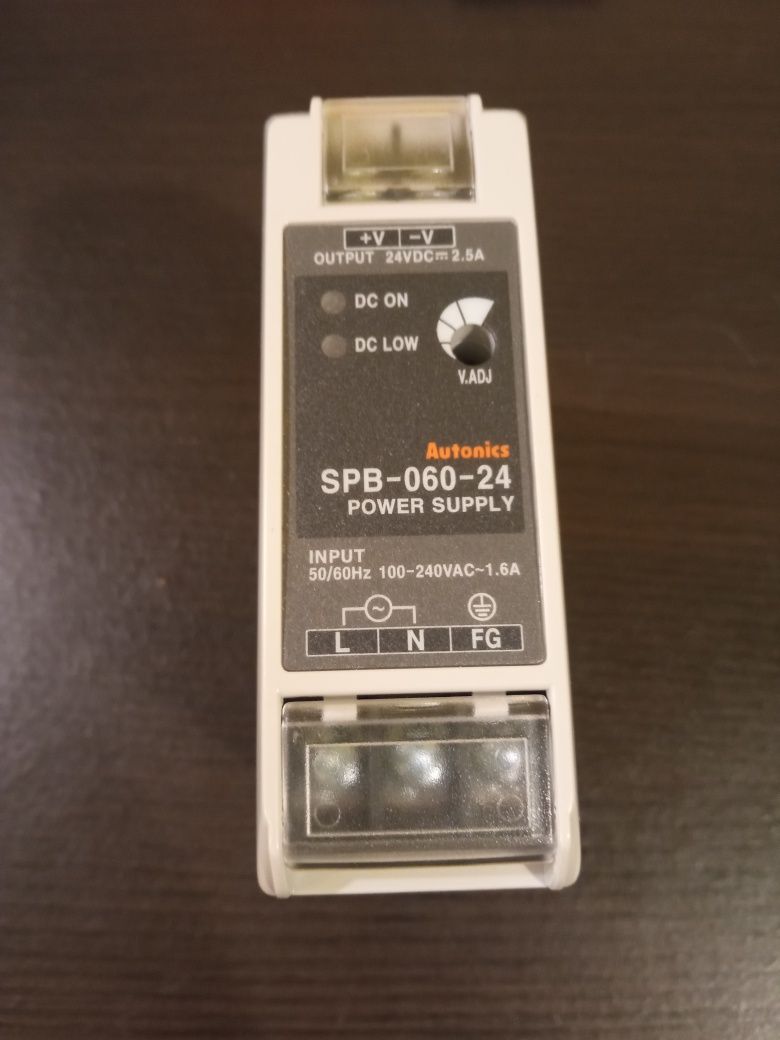 +V -V
OUTPUT 24VDC⎓2.5A
DC ON
DC LOW
V.ADJ
Autonics
SPB-060-24
POWER SUPPLY
INPUT
50/60Hz 100-240VAC~1.6A
~
L N FG